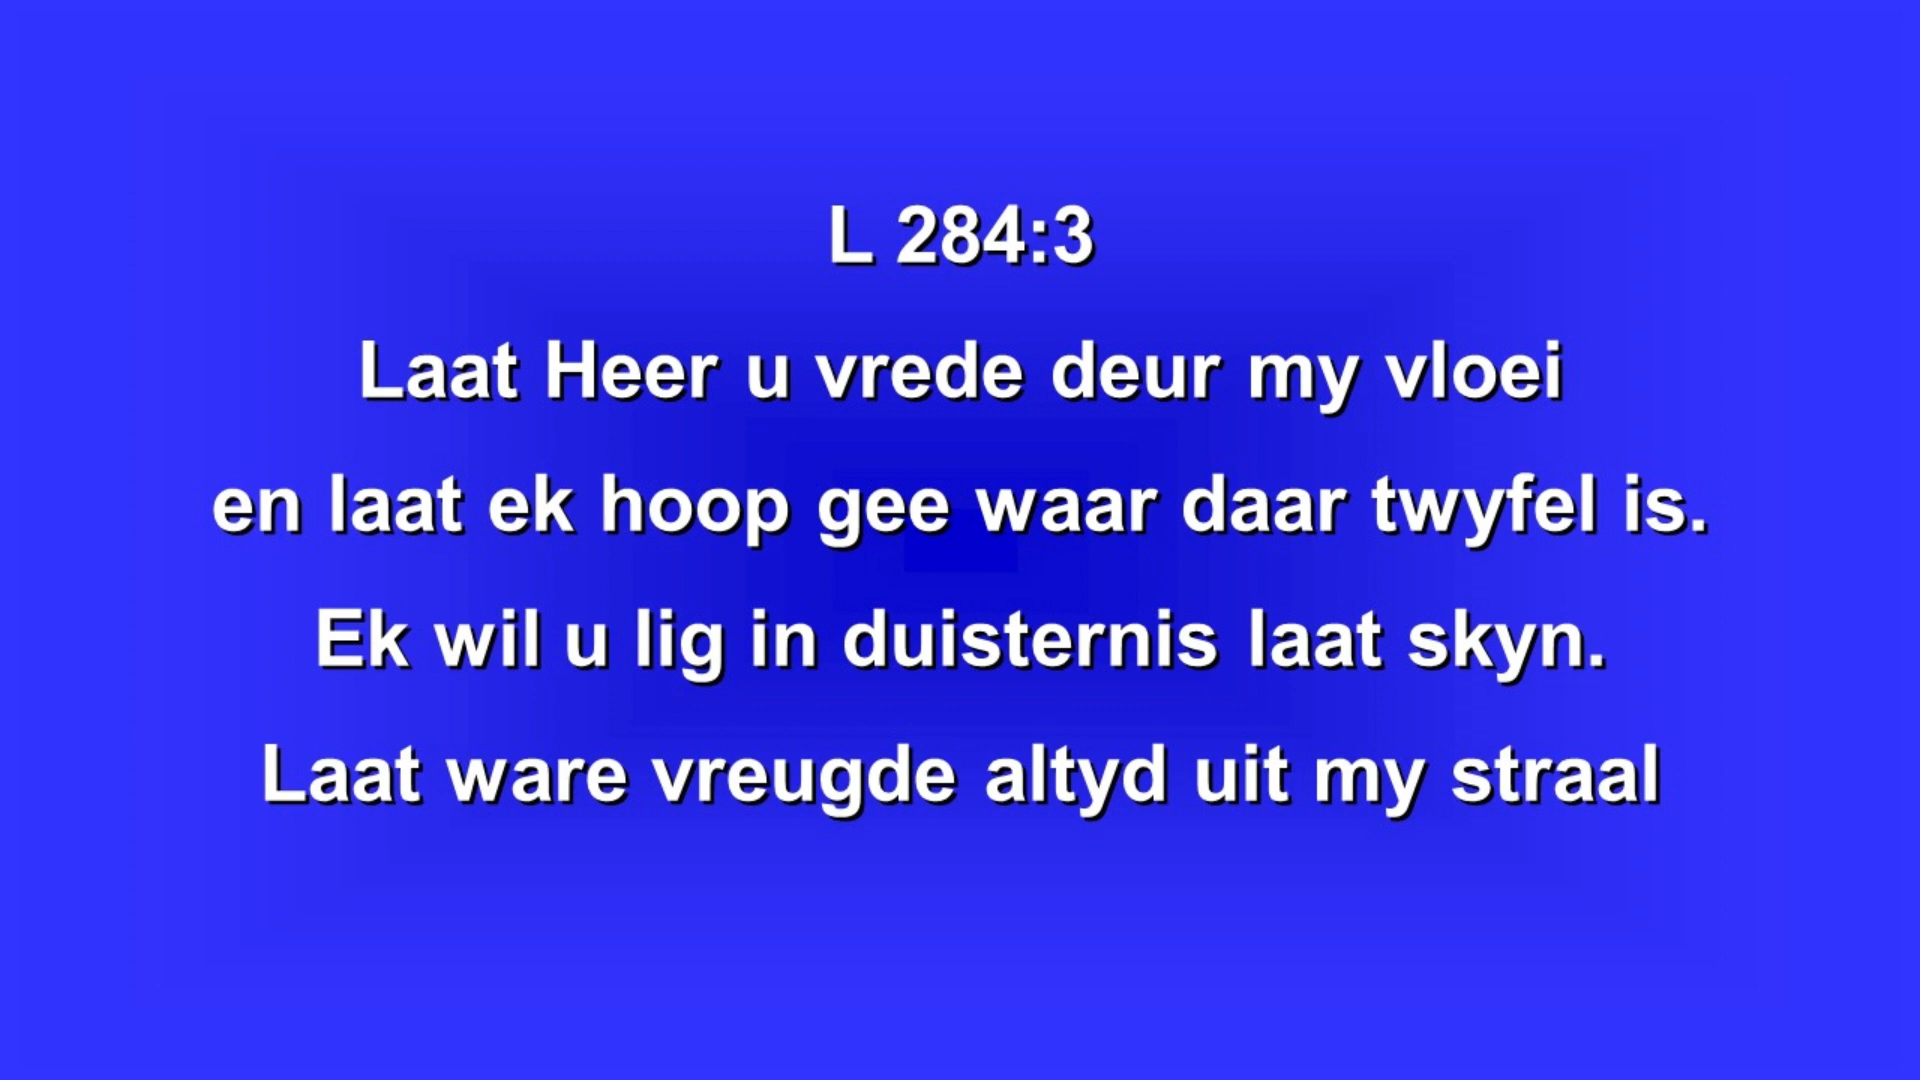 L 284:3
Laat Heer u vrede deur my vloei
en laat ek hoop gee waar daar twyfel is.
Ek wil u lig in duisternis laat skyn.
Laat ware vreugde altyd uit my straal